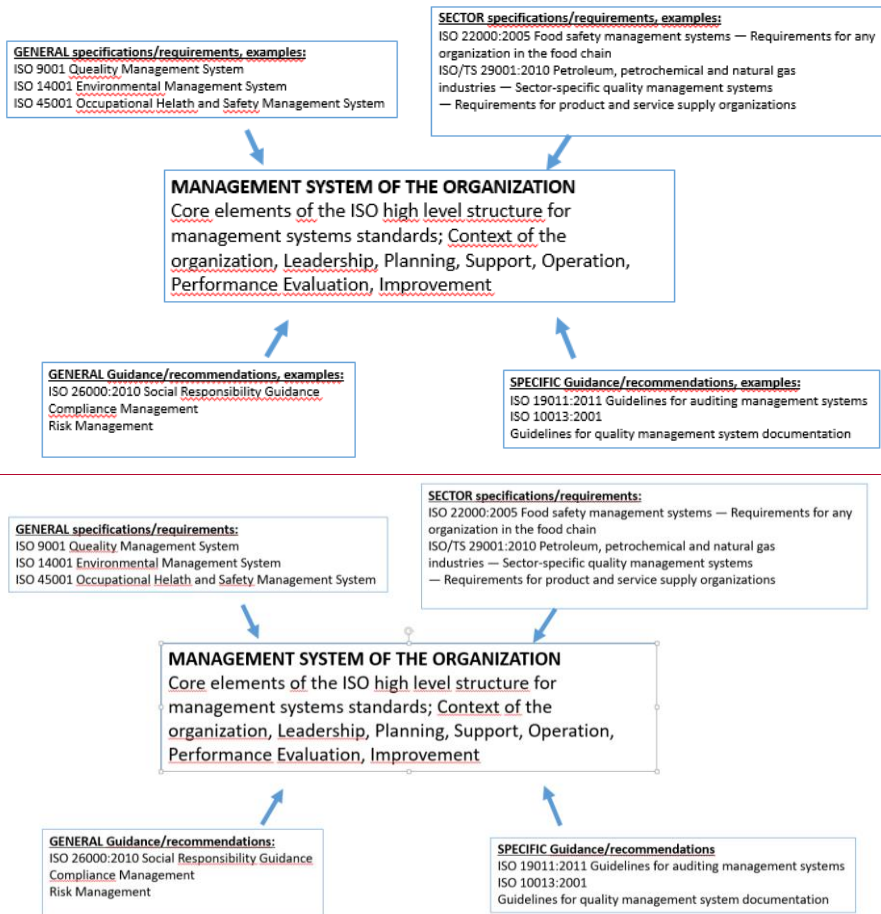 SECTOR specifications/requirements, examples:
ISO 22000:2005 Food safety management systems — Requirements for any
organization in the food chain
ISO/TS 29001:2010 Petroleum, petrochemical and natural gas
industries — Sector-specific quality management systems
— Requirements for product and service supply organizations
GENERAL specifications/requirements, examples:
ISO 9001 Queality Management System
ISO 14001 Environmental Management System
ISO 45001 Occupational Helath and Safety Management System
MANAGEMENT SYSTEM OF THE ORGANIZATION
Core elements of the ISO high level structure for
management systems standards; Context of the
organization, Leadership, Planning, Support, Operation,
Performance Evaluation, Improvement
GENERAL Guidance/recommendations, examples:
ISO 26000:2010 Social Responsibility Guidance
Compliance Management
Risk Management
SPECIFIC Guidance/recommendations, examples:
ISO 19011:2011 Guidelines for auditing management systems
ISO 10013:2001
Guidelines for quality management system documentation
SECTOR specifications/requirements:
ISO 22000:2005 Food safety management systems — Requirements for any
organization in the food chain
ISO/TS 29001:2010 Petroleum, petrochemical and natural gas
industries — Sector-specific quality management systems
— Requirements for product and service supply organizations
GENERAL specifications/requirements:
ISO 9001 Queality Management System
ISO 14001 Environmental Management System
ISO 45001 Occupational Helath and Safety Management System
MANAGEMENT SYSTEM OF THE ORGANIZATION
Core elements of the ISO high level structure for
management systems standards; Context of the
organization, Leadership, Planning, Support, Operation,
Performance Evaluation, Improvement
GENERAL Guidance/recommendations:
ISO 26000:2010 Social Responsibility Guidance
Compliance Management
Risk Management
SPECIFIC Guidance/recommendations
ISO 19011:2011 Guidelines for auditing management systems
ISO 10013:2001
Guidelines for quality management system documentation